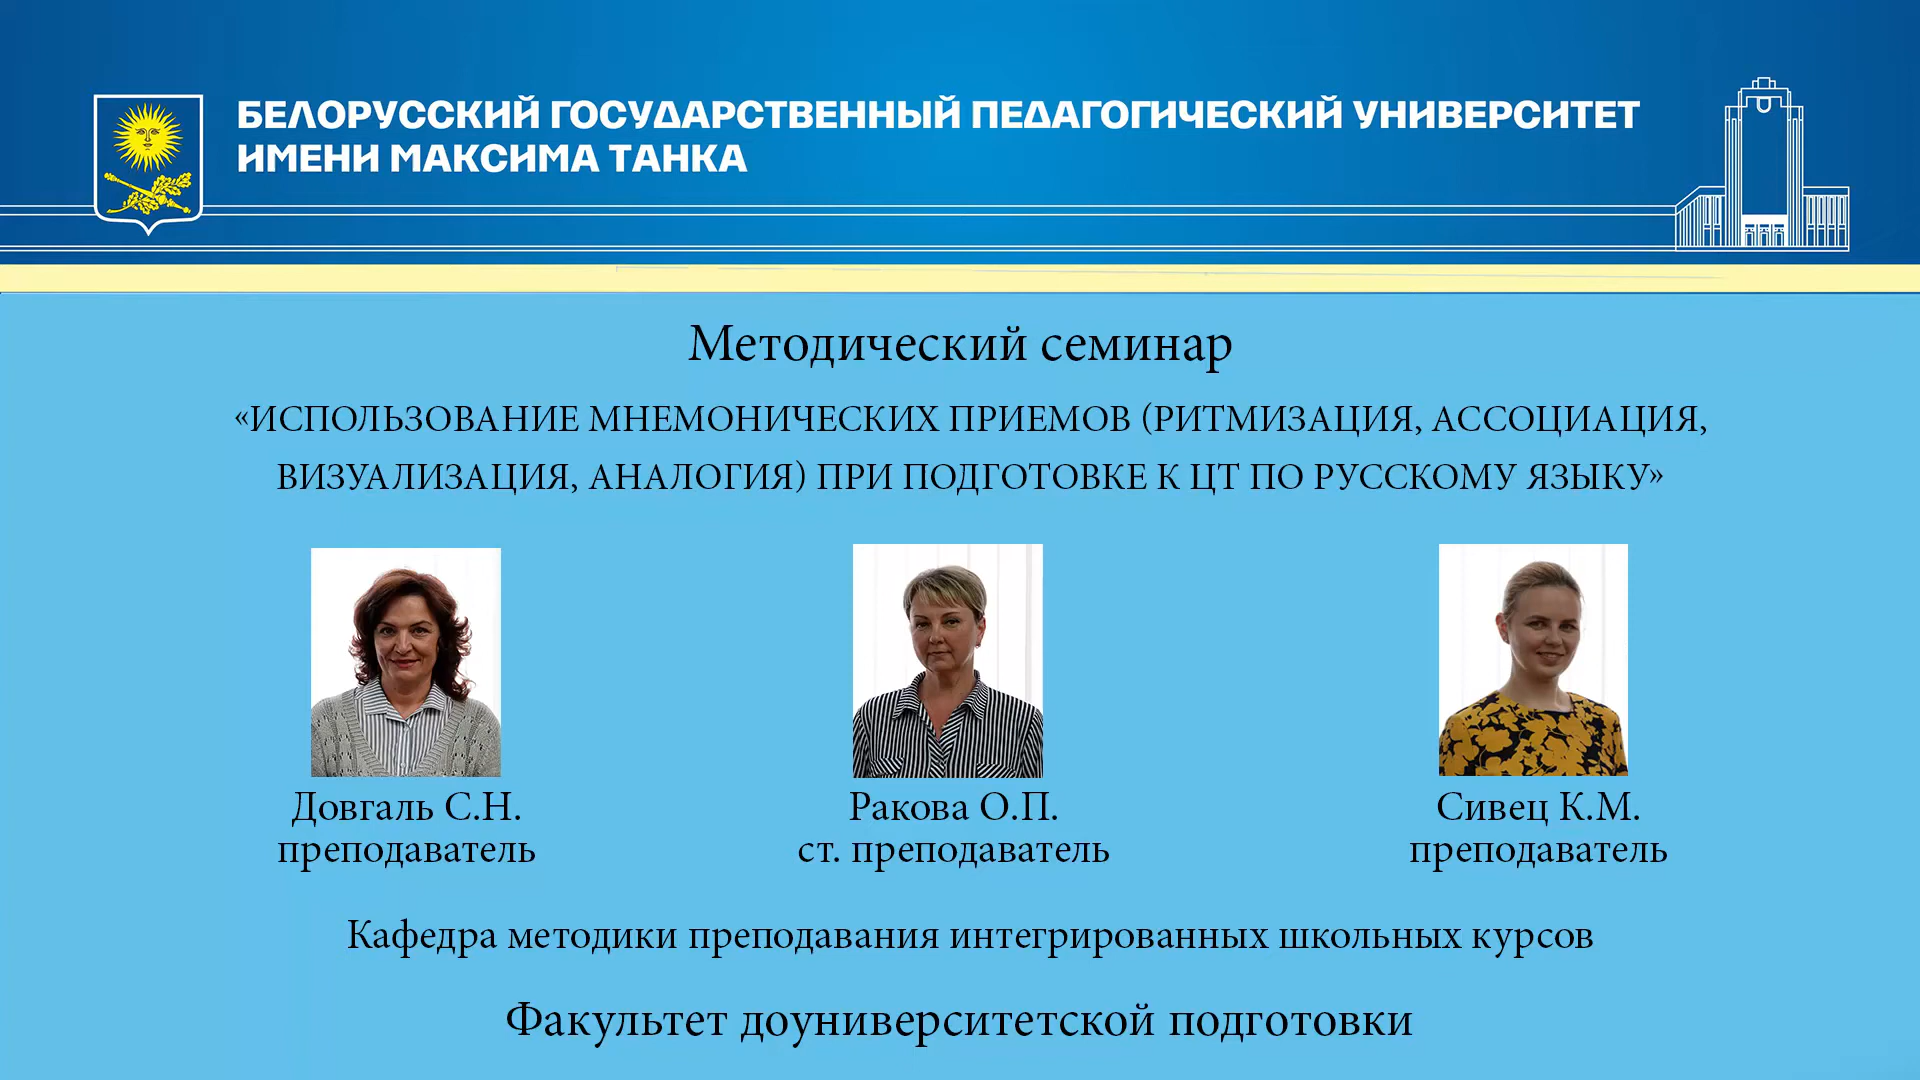 БЕЛОРУССКИЙ ГОСУДАРСТВЕННЫЙ ПЕДАГОГИЧЕСКИЙ УНИВЕРСИТЕТ
ИМЕНИ МАКСИМА ТАНКА
Методический семинар
«ИСПОЛЬЗОВАНИЕ МНЕМОНИЧЕСКИХ ПРИЕМОВ (РИТМИЗАЦИЯ, АССОЦИАЦИЯ,
ВИЗУАЛИЗАЦИЯ, АНАЛОГИЯ) ПРИ ПОДГОТОВКЕ К ЦТ ПО РУССКОМУ ЯЗЫКУ»
Довгаль С.Н.
преподаватель
Ракова О.П.
ст. преподаватель
Сивец К.М.
преподаватель
Кафедра методики преподавания интегрированных школьных курсов
Факультет доуниверситетской подготовки